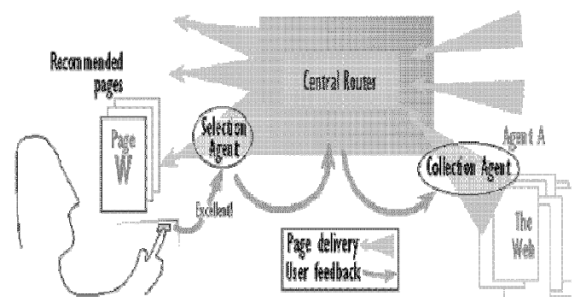 Recommended
pages
Page
W
Selection
Agent
Excellent!
Central Router
Agent A
Collection Agent
The
Web
Page delivery
User feedback